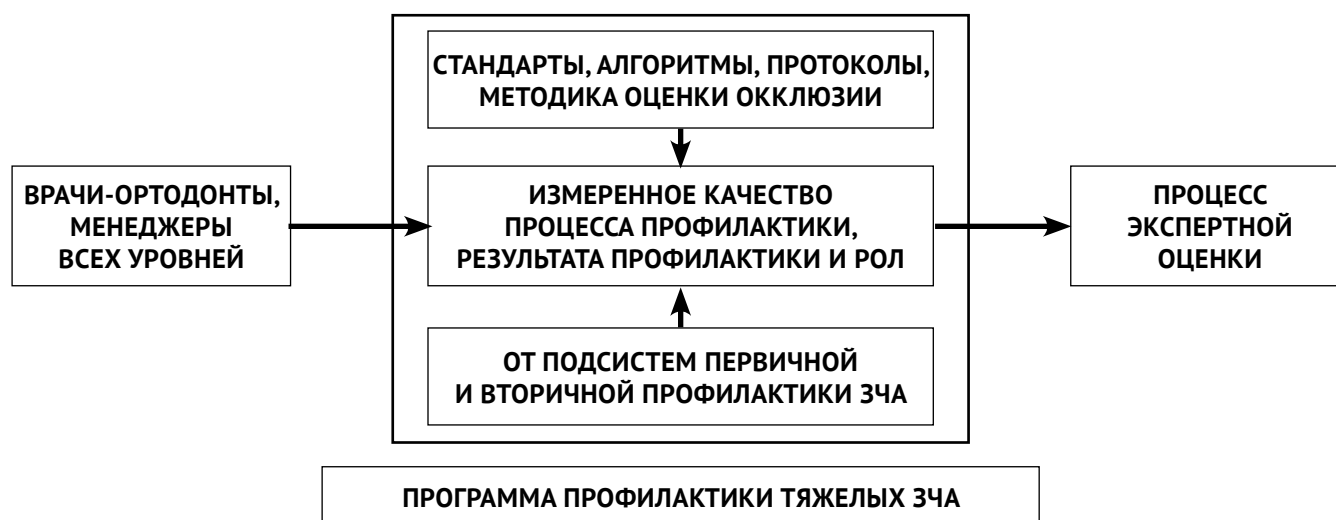 СТАНДАРТЫ, АЛГОРИТМЫ, ПРОТОКОЛЫ,
МЕТОДИКА ОЦЕНКИ ОККЛЮЗИИ
ВРАЧИ-ОРТОДОНТЫ,
МЕНЕДЖЕРЫ
ВСЕХ УРОВНЕЙ
ИЗМЕРЕННОЕ КАЧЕСТВО
ПРОЦЕССА ПРОФИЛАКТИКИ,
РЕЗУЛЬТАТА ПРОФИЛАКТИКИ И РОЛ
ПРОЦЕСС
ЭКСПЕРТНОЙ
ОЦЕНКИ
ОТ ПОДСИСТЕМ ПЕРВИЧНОЙ
И ВТОРИЧНОЙ ПРОФИЛАКТИКИ ЗЧА
ПРОГРАММА ПРОФИЛАКТИКИ ТЯЖЕЛЫХ ЗЧА